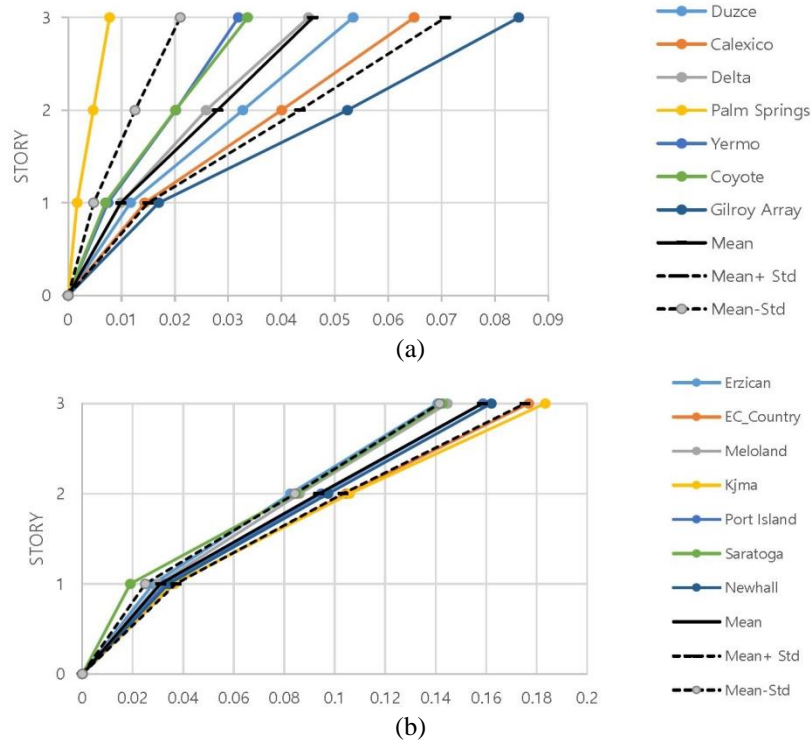 3
2
1
0
STORY
0 0.01 0.02 0.03 0.04 0.05 0.06 0.07 0.08 0.09
Duzce
Calexico
Delta
Palm Springs
Yermo
Coyote
Gilroy Array
Mean
Mean+ Std
Mean-Std
(a)
3
2
1
0
STORY
0 0.02 0.04 0.06 0.08 0.1 0.12 0.14 0.16 0.18 0.2
Erzican
EC_Country
Meloland
Kjma
Port Island
Saratoga
Newhall
Mean
Mean+ Std
Mean-Std
(b)